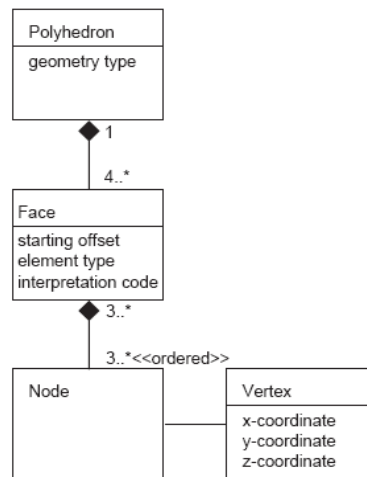 Polyhedron
geometry type
1
4..*
Face
starting offset
element type
interpretation code
3..*
3..*<<ordered>>
Node
Vertex
x-coordinate
y-coordinate
z-coordinate